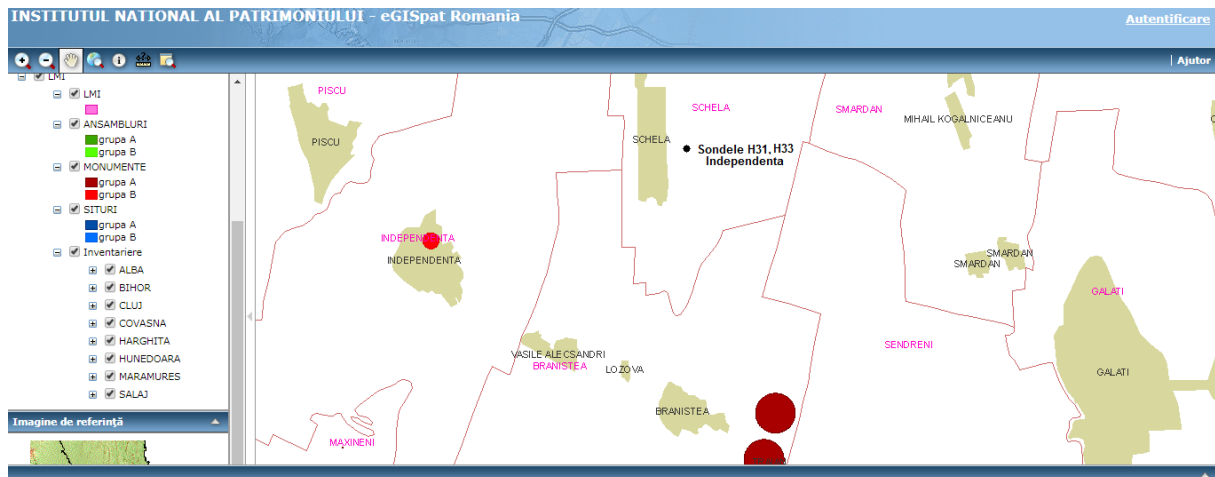 INSTITUTUL NATIONAL AL PATRIMONIULUI - eGISpat Romania
Autentificare
| Ajutor
LMI
LMI
ANSAMBLURI
grupa A
grupa B
MONUMENTE
grupa A
grupa B
SITURI
grupa A
grupa B
Inventariere
ALBA
BIHOR
CLUJ
COVASNA
HARGHITA
HUNEDOARA
MARAMURES
SALAJ
Imagine de referință
PISCU
SCHELA
SMARDAN
MIHAIL KOGALNICEANU
PISCU
SCHELA
Sondele H31, H33
Independenta
INDEPENDENTA
INDEPENDENTA
SMARDAN
SMARDAN
GALATI
SENDRENI
VASILE ALECSANDRI
BRANISTEA
LOZOVA
GALATI
BRANISTEA
MAXINENI